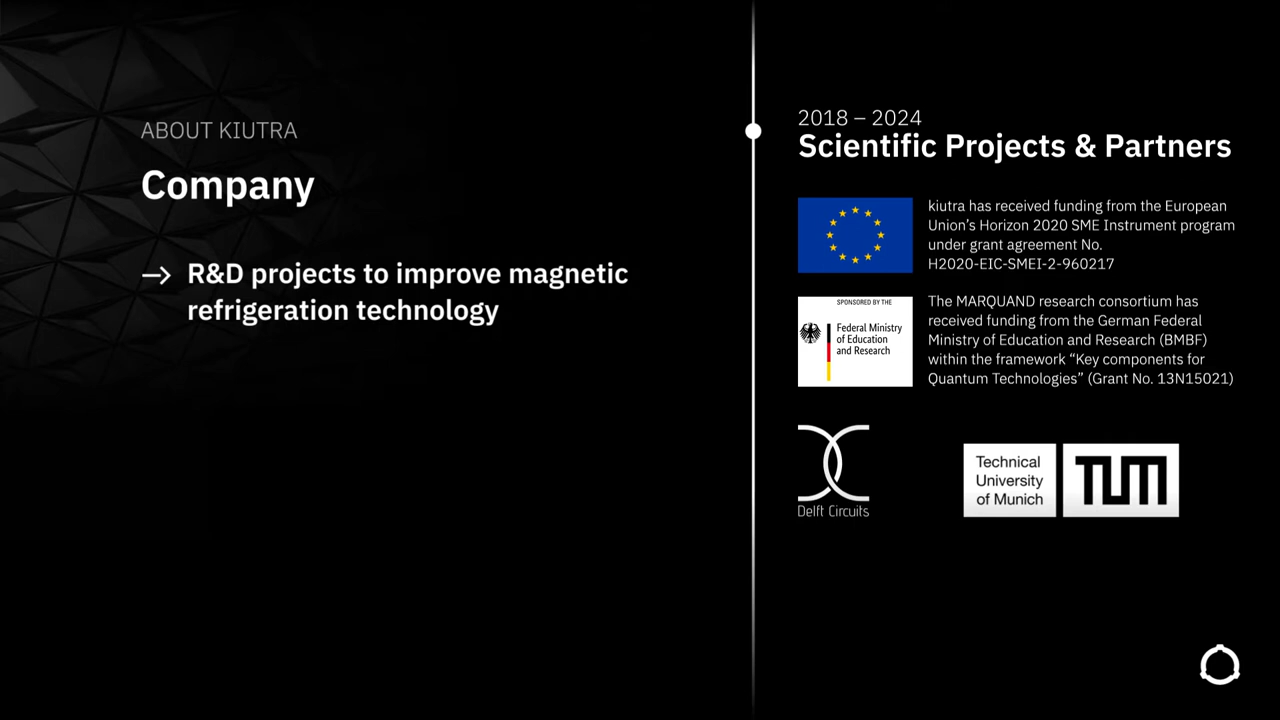 ABOUT KIUTRA
Company
R&D projects to improve magnetic
refrigeration technology
2018 – 2024
Scientific Projects & Partners
kiutra has received funding from the European
Union’s Horizon 2020 SME Instrument program
under grant agreement No.
H2020-EIC-SMEI-2-960217
SPONSORED BY THE
Federal Ministry
of Education
and Research
The MARQUAND research consortium has
received funding from the German Federal
Ministry of Education and Research (BMBF)
within the framework “Key components for
Quantum Technologies” (Grant No. 13N15021)
Delft Circuits
Technical
University
of Munich
TUM